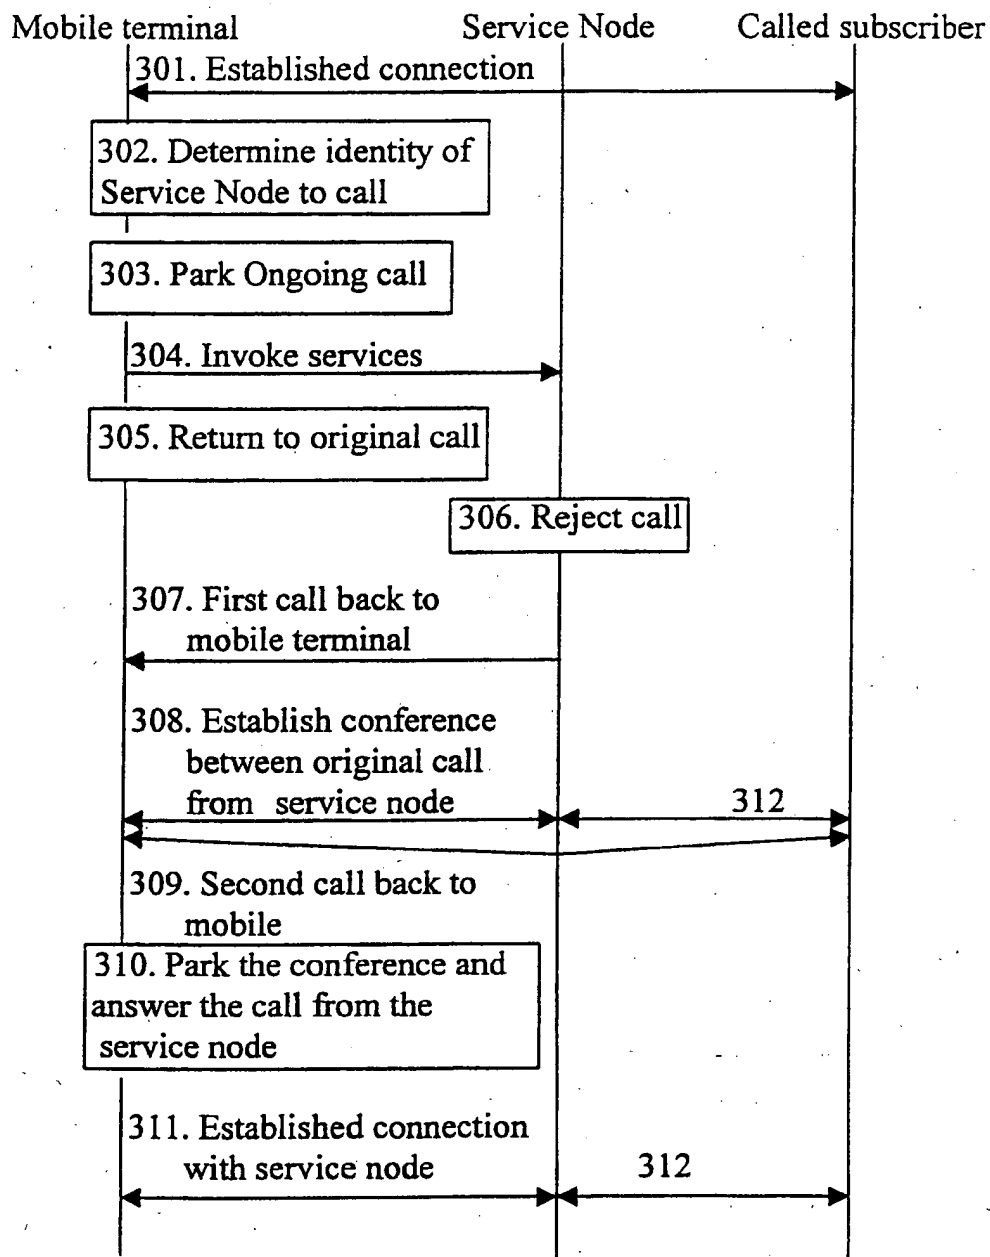 Mobile terminal
Service Node
Called subscriber
301. Established connection
302. Determine identity of
Service Node to call
303. Park Ongoing call
304. Invoke services
305. Return to original call
306. Reject call
307. First call back to
mobile terminal
308. Establish conference
between original call
from service node
312
309. Second call back to
mobile
310. Park the conference and
answer the call from the
service node
311. Established connection
with service node
312